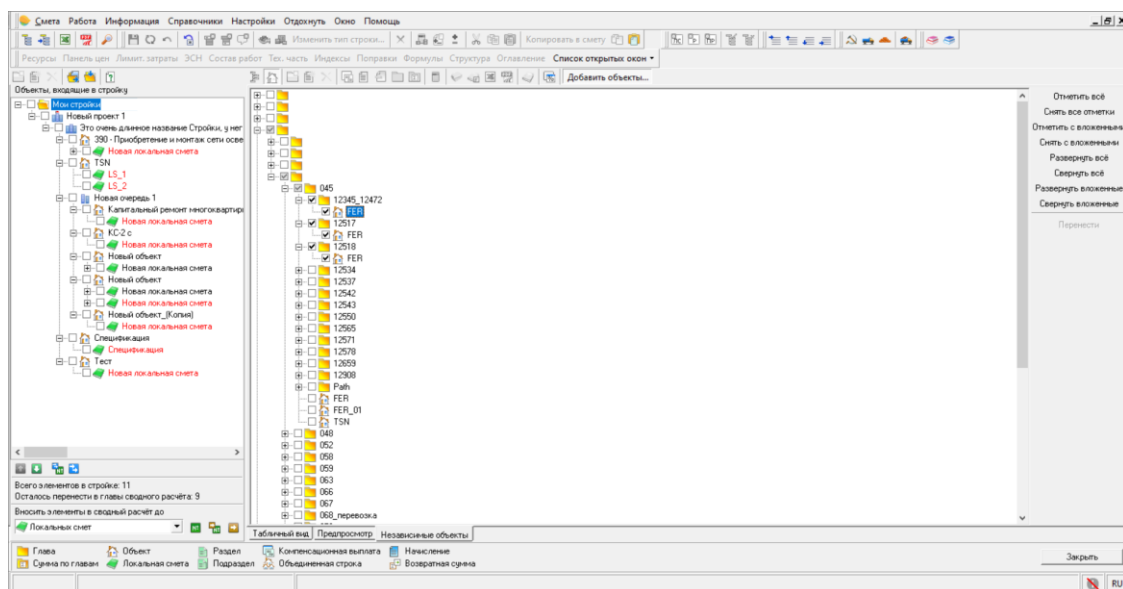 Смета Работа Информация Справочники Настройки Отдохнуть Окно Помощь
Изменить тип строки... Копировать в смету
Ресурсы Панель цен Лимит. затраты ЭСН Состав работ Тех. часть Индексы Поправки Формулы Структура Оглавление Список открытых окон
Добавить объекты...
Объекты, входящие в стройку
Мои стройки
Новый проект 1
Это очень длинное название Стройки, у нег
390 - Приобретение и монтаж сети осве
Новая локальная смета
TSN
LS_1
LS_2
Новая очередь 1
Капитальный ремонт многоквартир
Новая локальная смета
КС-2 с
Новая локальная смета
Новый объект
Новая локальная смета
Новый объект
Новая локальная смета
Новая локальная смета
Новый объект_(Копия)
Новая локальная смета
Спецификация
Спецификация
Тест
Новая локальная смета
Всего элементов в стройке: 11
Осталось перенести в главы сводного расчёта: 9
Вносить элементы в сводный расчёт до
Локальных смет
045
12345_12472
FER
12517
FER
12518
FER
12534
12537
12542
12543
12550
12565
12571
12578
12659
12908
Path
FER
FER_01
TSN
048
052
058
059
063
066
067
068_перевозка
Табличный вид Предпросмотр Независимые объекты
Отметить всё
Снять все отметки
Отметить с вложенными
Снять с вложенными
Развернуть всё
Свернуть всё
Развернуть вложенные
Свернуть вложенные
Перенести
Глава Объект Раздел Компенсационная выплата Начисление
Сумма по главам Локальная смета Подраздел Объединенная строка Возвратная сумма
Закрыть
RU